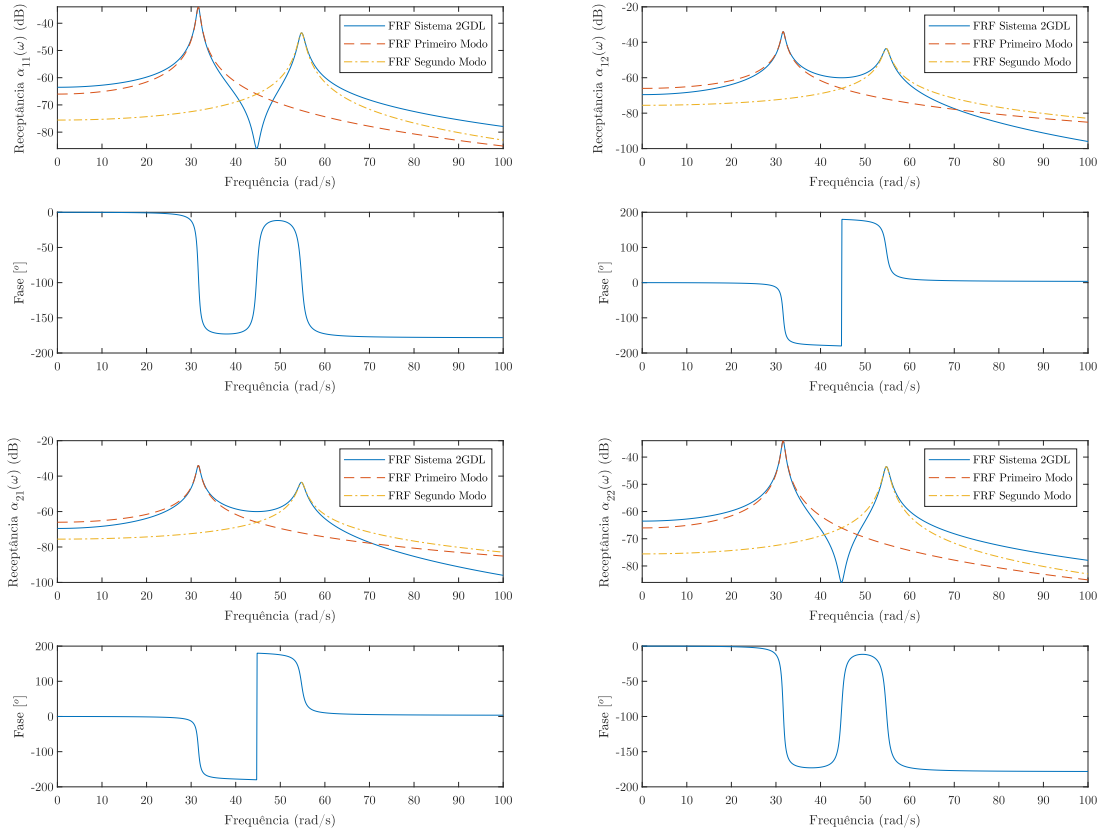 Receptância α11(ω) (dB)
-40
-50
-60
-70
-80
FRF Sistema 2GDL
FRF Primeiro Modo
FRF Segundo Modo
0 10 20 30 40 50 60 70 80 90 100
Frequência (rad/s)
Fase [o]
0
-50
-100
-150
-200
0 10 20 30 40 50 60 70 80 90 100
Frequência (rad/s)
Receptância α12(ω) (dB)
-20
-40
-60
-80
-100
FRF Sistema 2GDL
FRF Primeiro Modo
FRF Segundo Modo
0 10 20 30 40 50 60 70 80 90 100
Frequência (rad/s)
Fase [o]
200
100
0
-100
-200
0 10 20 30 40 50 60 70 80 90 100
Frequência (rad/s)
Receptância α21(ω) (dB)
-20
-40
-60
-80
-100
FRF Sistema 2GDL
FRF Primeiro Modo
FRF Segundo Modo
0 10 20 30 40 50 60 70 80 90 100
Frequência (rad/s)
Fase [o]
200
100
0
-100
-200
0 10 20 30 40 50 60 70 80 90 100
Frequência (rad/s)
Receptância α22(ω) (dB)
-40
-50
-60
-70
-80
FRF Sistema 2GDL
FRF Primeiro Modo
FRF Segundo Modo
0 10 20 30 40 50 60 70 80 90 100
Frequência (rad/s)
Fase [o]
0
-50
-100
-150
-200
0 10 20 30 40 50 60 70 80 90 100
Frequência (rad/s)